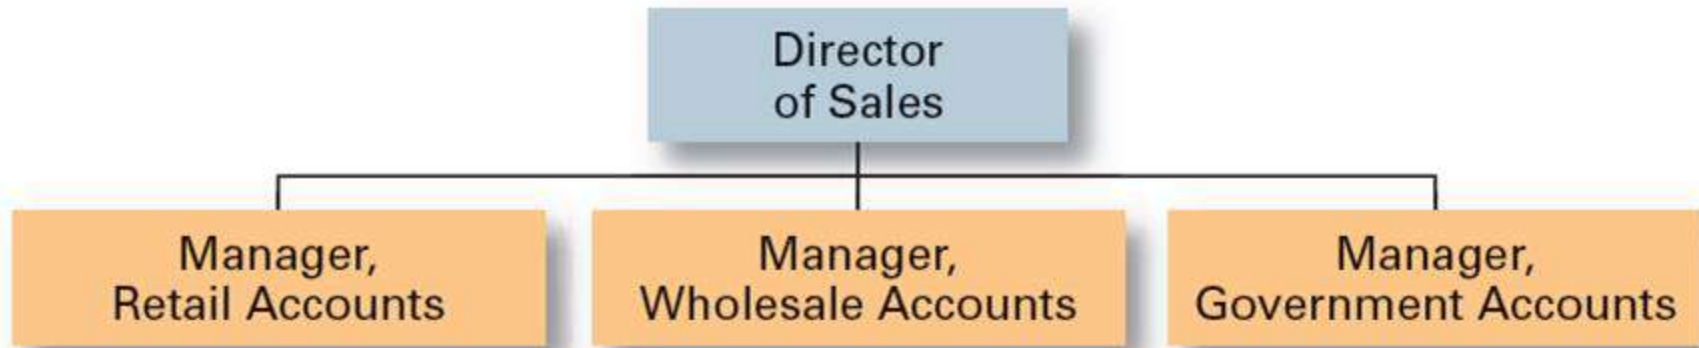 Director
of Sales
Manager,
Retail Accounts
Manager,
Wholesale Accounts
Manager,
Government Accounts